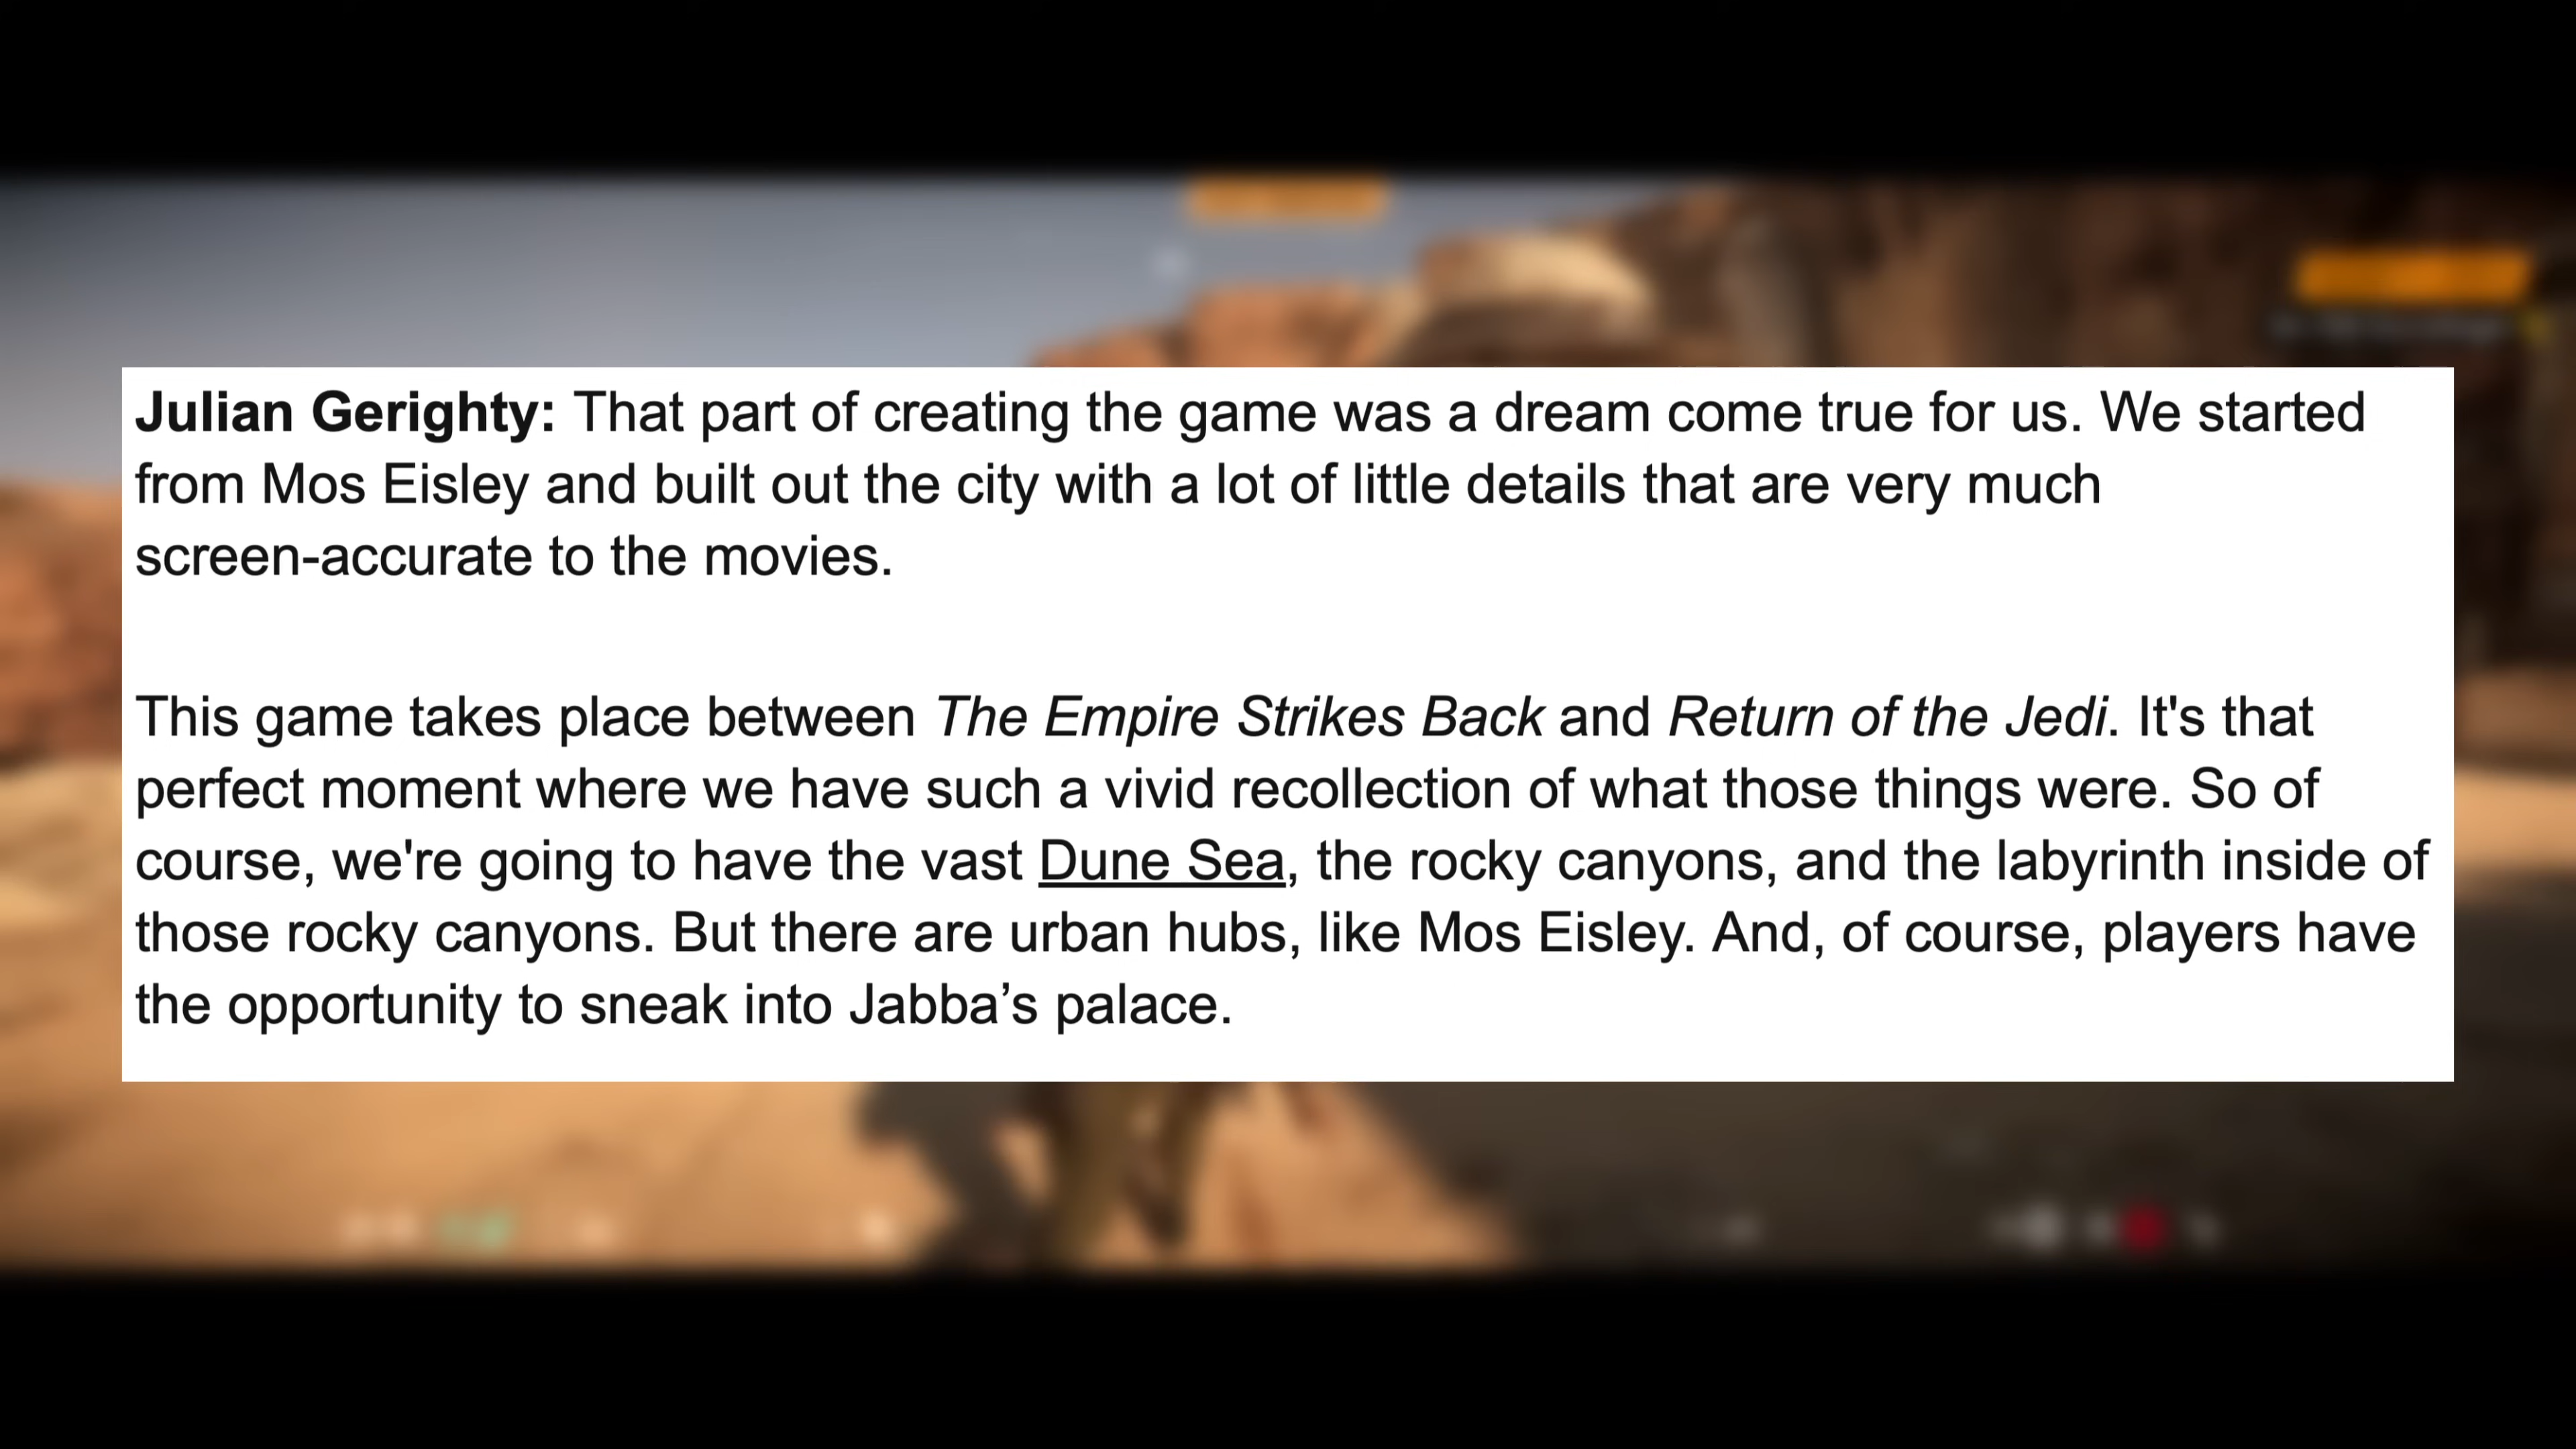 Julian Gerighty: That part of creating the game was a dream come true for us. We started
from Mos Eisley and built out the city with a lot of little details that are very much
screen-accurate to the movies.
This game takes place between The Empire Strikes Back and Return of the Jedi. It's that
perfect moment where we have such a vivid recollection of what those things were. So of
course, we're going to have the vast Dune Sea, the rocky canyons, and the labyrinth inside of
those rocky canyons. But there are urban hubs, like Mos Eisley. And, of course, players have
the opportunity to sneak into Jabba’s palace.